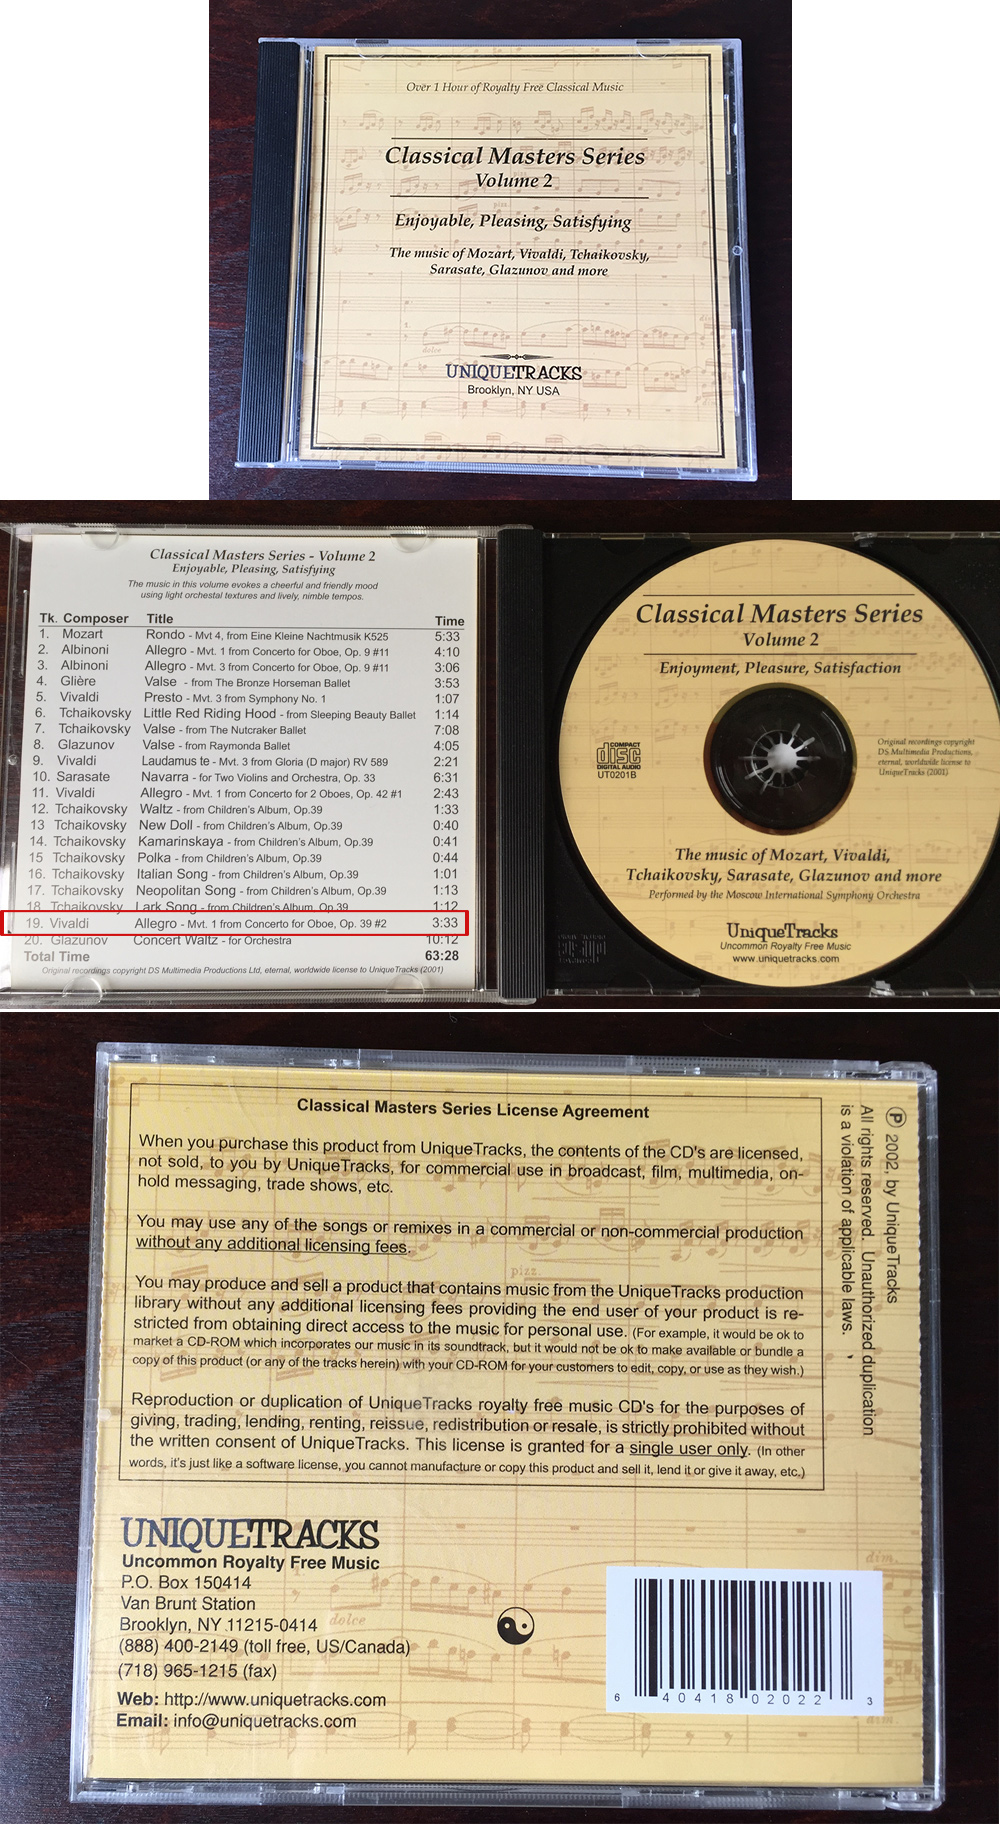 Over 1 Hour of Royalty Free Classical Music
Classical Masters Series
Volume 2
Enjoyable, Pleasing, Satisfying
The music of Mozart, Vivaldi, Tchaikovsky,
Sarasate, Glazunov and more
dolce
UNIQUETRACKS
Brooklyn, NY USA
Classical Masters Series - Volume 2
Enjoyable, Pleasing, Satisfying
The music in this volume evokes a cheerful and friendly mood
using light orchestal textures and lively, nimble tempos.
Tk. Composer Title Time
1. Mozart Rondo - Mvt 4, from Eine Kleine Nachtmusik K525 5:33
2. Albinoni Allegro - Mvt. 1 from Concerto for Oboe, Op. 9 #11 4:10
3. Albinoni Allegro - Mvt. 3 from Concerto for Oboe, Op. 9 #11 3:06
4. Glière Valse - from The Bronze Horseman Ballet 3:53
5. Vivaldi Presto - Mvt. 3 from Symphony No. 1 1:07
6. Tchaikovsky Little Red Riding Hood - from Sleeping Beauty Ballet 1:14
7. Tchaikovsky Valse - from The Nutcraker Ballet 7:08
8. Glazunov Valse - from Raymonda Ballet 4:05
9. Vivaldi Laudamus te - Mvt. 3 from Gloria (D major) RV 589 2:21
10. Sarasate Navarra - for Two Violins and Orchestra, Op. 33 6:31
11. Vivaldi Allegro - Mvt. 1 from Concerto for 2 Oboes, Op. 42 #1 2:43
12. Tchaikovsky Waltz - from Children's Album, Op.39 1:33
13 Tchaikovsky New Doll - from Children's Album, Op.39 0:40
14. Tchaikovsky Kamarinskaya - from Children's Album, Op.39 0:41
15 Tchaikovsky Polka - from Children's Album, Op.39 0:44
16. Tchaikovsky Italian Song - from Children's Album, Op.39 1:01
17. Tchaikovsky Neopolitan Song - from Children's Album, Op.39 1:13
18. Tchaikovsky Lark Song - from Children's Album, Op.39 1:12
19. Vivaldi Allegro - Mvt. 1 from Concerto for Oboe, Op. 39 #2 3:33
20. Glazunov Concert Waltz - for Orchestra 10:12
Total Time 63:28
Original recordings copyright DS Multimedia Productions Ltd, eternal, worldwide license to UniqueTracks (2001)
Classical Masters Series
Volume 2
Enjoyment, Pleasure, Satisfaction
COMPACT
disc
DIGITAL AUDIO
UT0201B
Original recordings copyright
DS Multimedia Productions,
eternal, worldwide license to
UniqueTracks (2001)
The music of Mozart, Vivaldi,
Tchaikovsky, Sarasate, Glazunov and more
Performed by the Moscow International Symphony Orchestra
UniqueTracks
Uncommon Royalty Free Music
www.uniquetracks.com
Classical Masters Series License Agreement
When you purchase this product from UniqueTracks, the contents of the CD's are licensed,
not sold, to you by UniqueTracks, for commercial use in broadcast, film, multimedia, on-
hold messaging, trade shows, etc.
You may use any of the songs or remixes in a commercial or non-commercial production
without any additional licensing fees.
pizz.
You may produce and sell a product that contains music from the UniqueTracks production
library without any additional licensing fees providing the end user of your product is re-
stricted from obtaining direct access to the music for personal use. (For example, it would be ok to
market a CD-ROM which incorporates our music in its soundtrack, but it would not be ok to make available or bundle a
copy of this product (or any of the tracks herein) with your CD-ROM for your customers to edit, copy, or use as they wish.)
Reproduction or duplication of UniqueTracks royalty free music CD's for the purposes of
giving, trading, lending, renting, reissue, redistribution or resale, is strictly prohibited without
the written consent of UniqueTracks. This license is granted for a single user only. (In other
words, it's just like a software license, you cannot manufacture or copy this product and sell it, lend it or give it away, etc.)
℗ 2002, by UniqueTracks
All rights reserved. Unauthorized duplication
is a violation of applicable laws.
UNIQUETRACKS
Uncommon Royalty Free Music
P.O. Box 150414
Van Brunt Station
Brooklyn, NY 11215-0414
dolce
(888) 400-2149 (toll free, US/Canada)
(718) 965-1215 (fax)
Web: http://www.uniquetracks.com
Email: info@uniquetracks.com
dim.
6 40418 02022 3